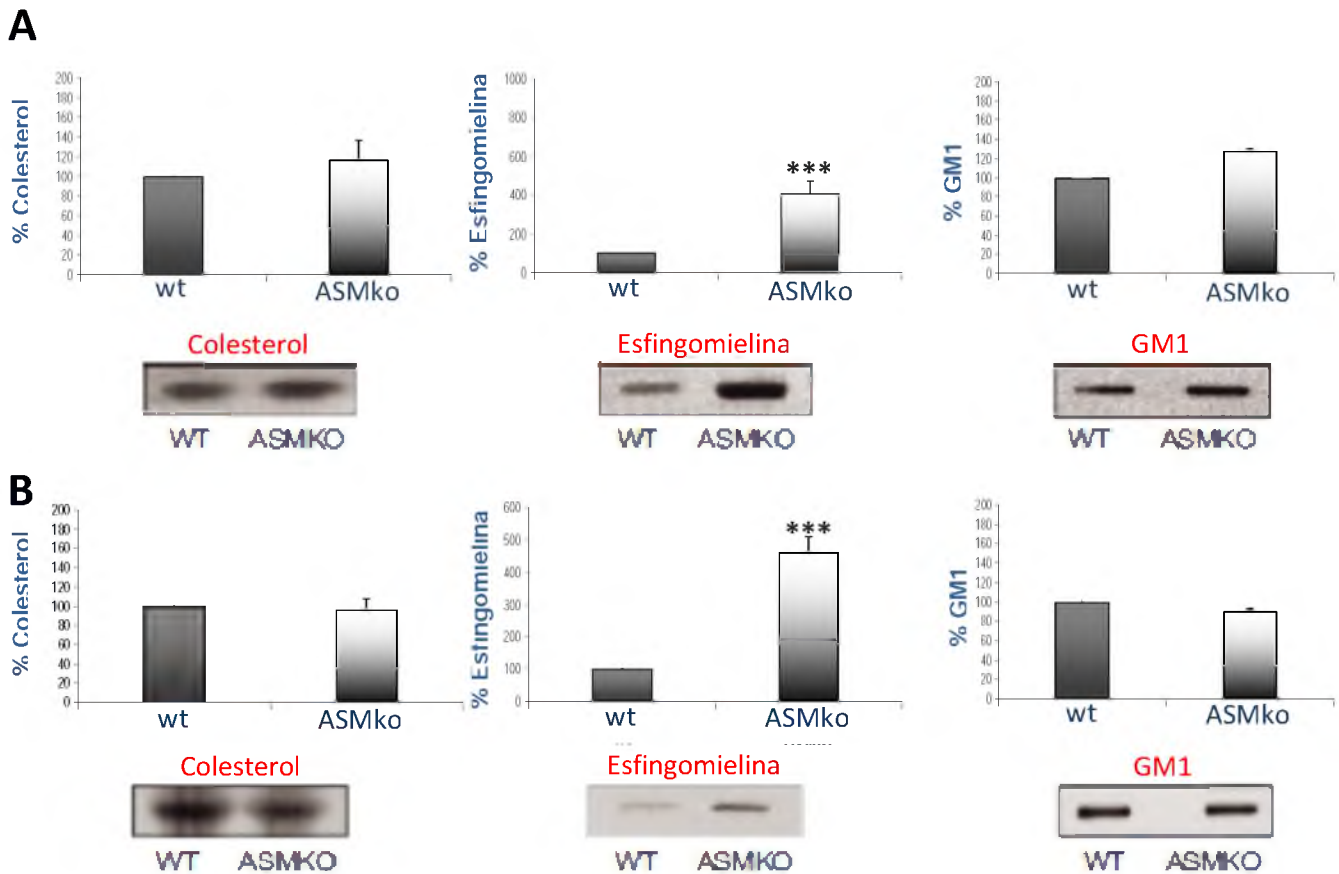 A
% Colesterol
200
180
160
140
120
100
80
60
40
20
0
wt ASMko
% Esfingomielina
1000
800
600
400
200
0
***
wt ASMko
% GM1
200
180
160
140
120
100
80
60
40
20
0
wt ASMko
Colesterol
WT ASMKO
Esfingomielina
WT ASMKO
GM1
WT ASMKO
B
% Colesterol
200
180
160
140
120
100
80
60
40
20
0
wt ASMko
% Esfingomielina
600
500
400
300
200
100
0
***
wt ASMko
% GM1
200
180
160
140
120
100
80
60
40
20
0
wt ASMko
Colesterol
WT ASMKO
Esfingomielina
WT ASMKO
GM1
WT ASMKO